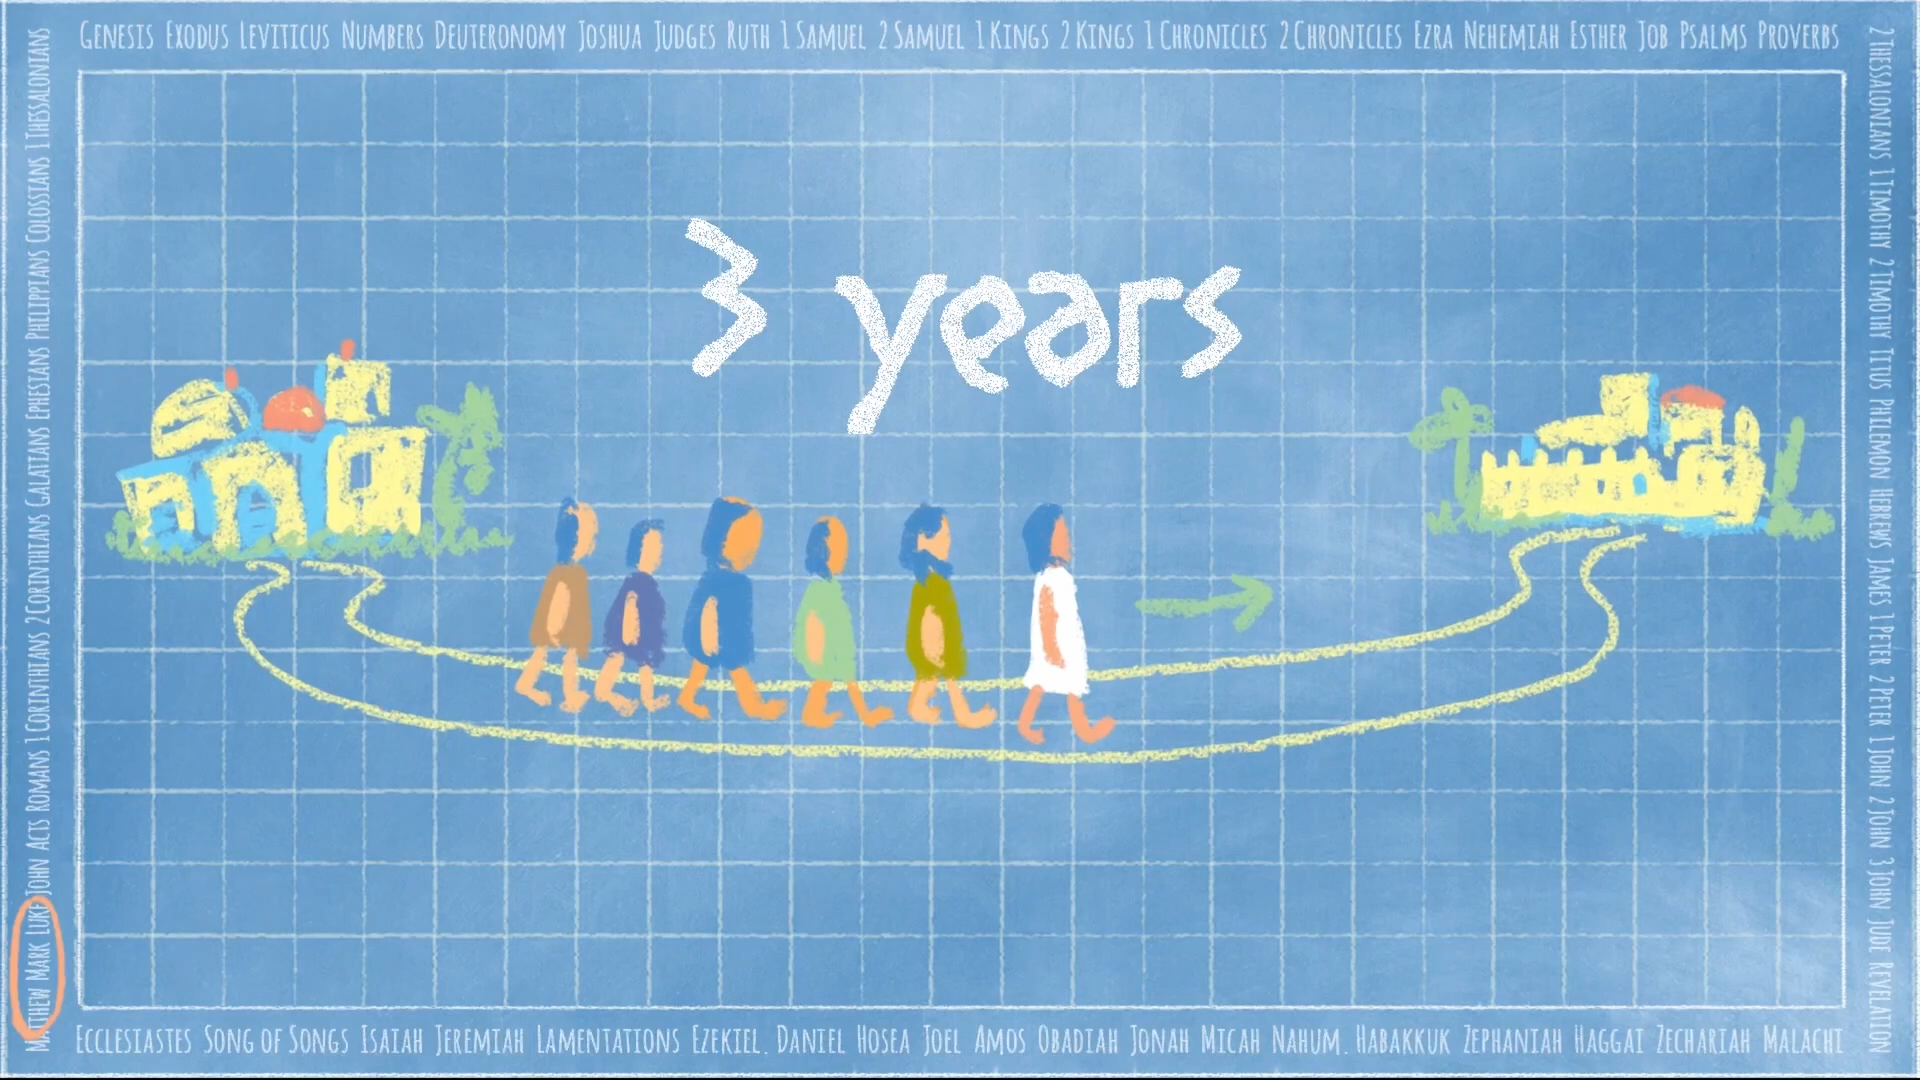 GENESIS EXODUS LEVITICUS NUMBERS DEUTERONOMY JOSHUA JUDGES RUTH 1 SAMUEL 2 SAMUEL 1 KINGS 2 KINGS 1 CHRONICLES 2 CHRONICLES EZRA NEHEMIAH ESTHER JOB PSALMS PROVERBS
3 years
ECCLESIASTES SONG OF SONGS ISAIAH JEREMIAH LAMENTATIONS EZEKIEL. DANIEL HOSEA JOEL AMOS OBADIAH JONAH MICAH NAHUM. HABAKKUK ZEPHANIAH HAGGAI ZECHARIAH MALACHI
MATTHEW MARK LUKE JOHN ACTS ROMANS 1 CORINTHIANS 2 CORINTHIANS GALATIANS EPHESIANS PHILIPPIANS COLOSSIANS 1 THESSALONIANS
2 THESSALONIANS 1 TIMOTHY 2 TIMOTHY TITUS PHILEMON HEBREWS JAMES 1 PETER 2 PETER 1 JOHN 2 JOHN 3 JOHN JUDE REVELATION